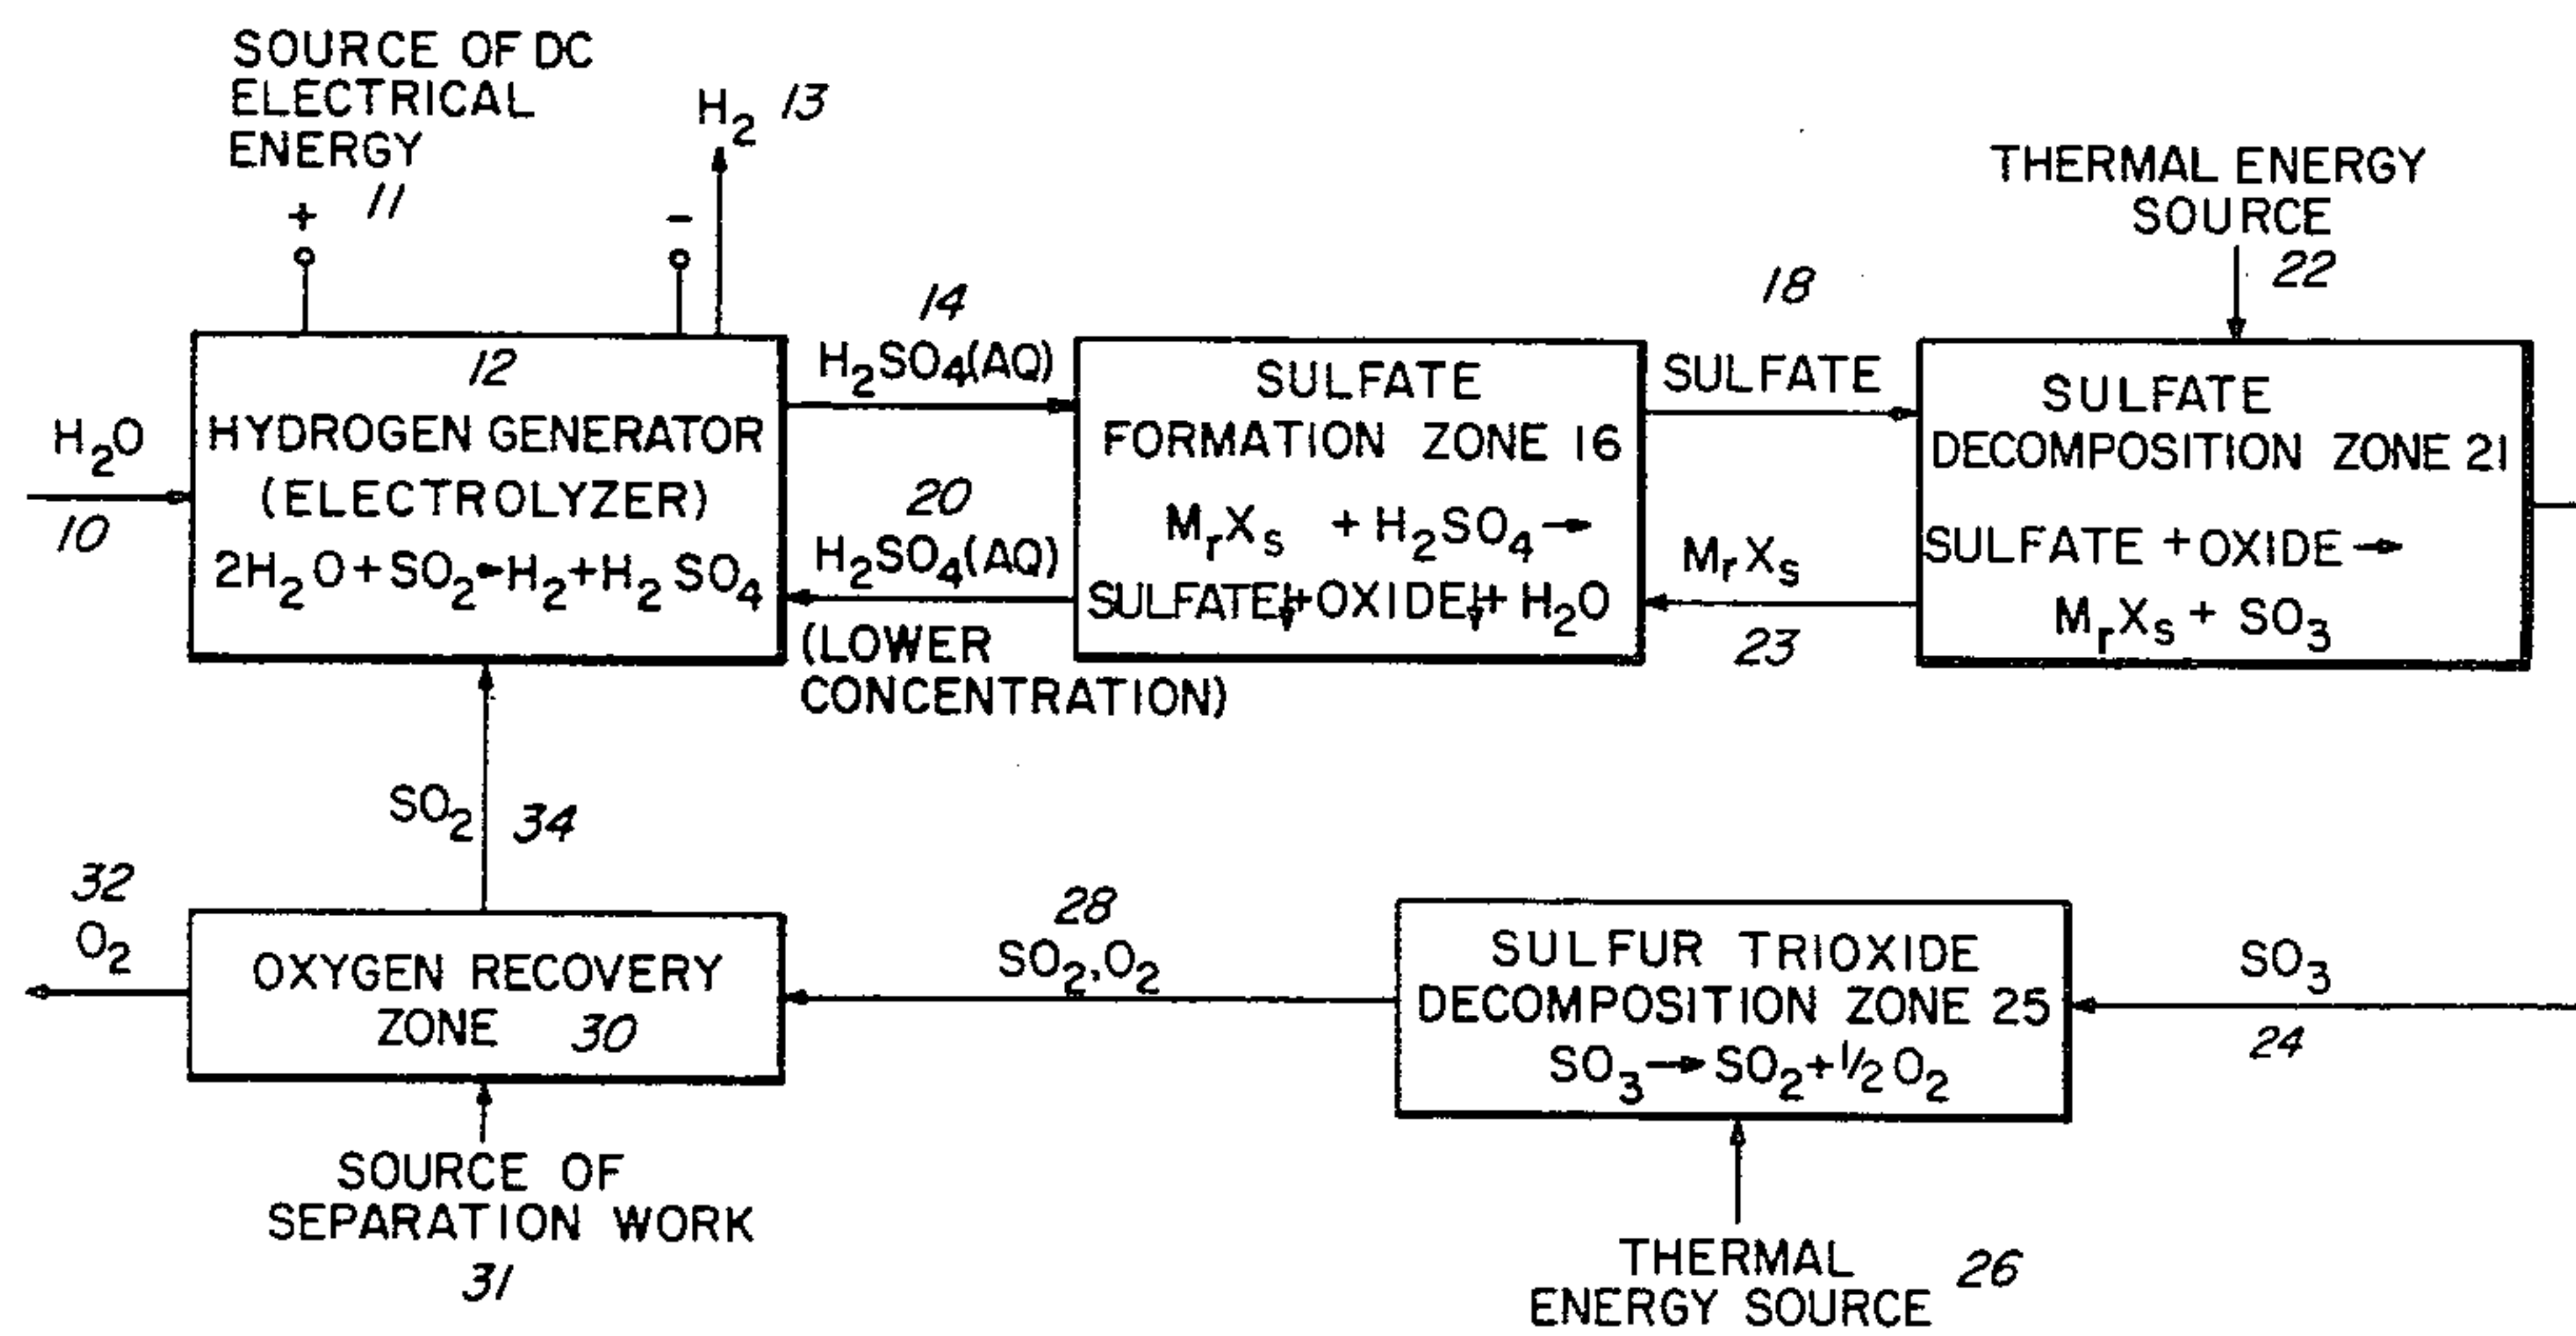 SOURCE OF DC
ELECTRICAL
ENERGY
11
+
-
H₂ 13
H₂O
10
12
HYDROGEN GENERATOR
(ELECTROLYZER)
2H₂O+SO₂→H₂+H₂SO₄
14
H₂SO₄(AQ)
20
H₂SO₄(AQ)
(LOWER
CONCENTRATION)
SULFATE
FORMATION ZONE 16
MᵣXₛ + H₂SO₄→
SULFATE↓+OXIDE↓+ H₂O
18
SULFATE
MᵣXₛ
23
THERMAL ENERGY
SOURCE
22
SULFATE
DECOMPOSITION ZONE 21
SULFATE +OXIDE→
MᵣXₛ + SO₃
SO₂ 34
32
O₂
OXYGEN RECOVERY
ZONE 30
SOURCE OF
SEPARATION WORK
31
28
SO₂,O₂
SULFUR TRIOXIDE
DECOMPOSITION ZONE 25
SO₃→SO₂+½O₂
THERMAL
ENERGY SOURCE 26
SO₃
24